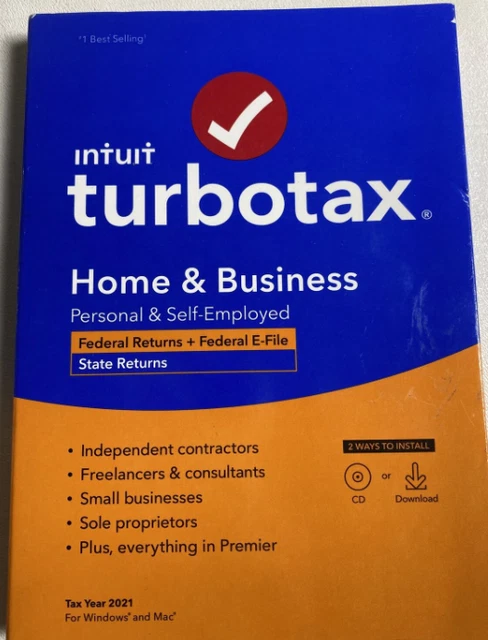 #1 Best Selling¹
intuit
turbotax®
Home & Business
Personal & Self-Employed
Federal Returns + Federal E-File
State Returns
• Independent contractors
• Freelancers & consultants
• Small businesses
• Sole proprietors
• Plus, everything in Premier
2 WAYS TO INSTALL
CD or Download
Tax Year 2021
For Windows® and Mac®